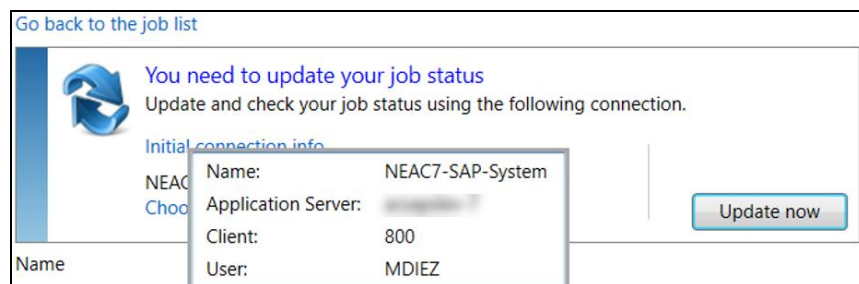 Go back to the job list
You need to update your job status
Update and check your job status using the following connection.
Initial connection info
NEAC
Choo
Name: NEAC7-SAP-System
Application Server:
Client: 800
User: MDIEZ
Update now
Name